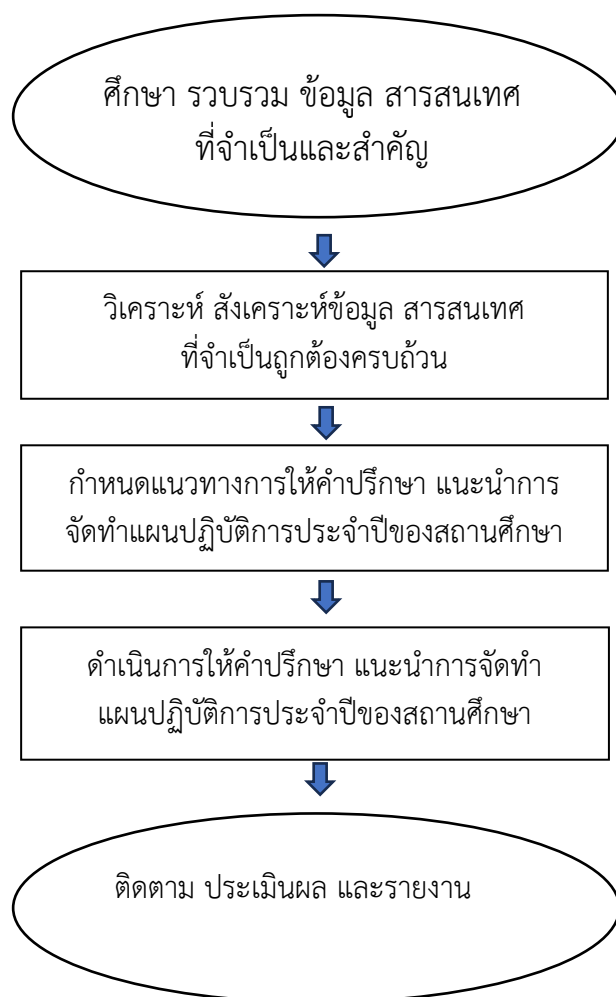 ศึกษา รวบรวม ข้อมูล สารสนเทศ
ที่จำเป็นและสำคัญ
วิเคราะห์ สังเคราะห์ข้อมูล สารสนเทศ
ที่จำเป็นถูกต้องครบถ้วน
กำหนดแนวทางการให้คำปรึกษา แนะนำการ
จัดทำแผนปฏิบัติการประจำปีของสถานศึกษา
ดำเนินการให้คำปรึกษา แนะนำการจัดทำ
แผนปฏิบัติการประจำปีของสถานศึกษา
ติดตาม ประเมินผล และรายงาน